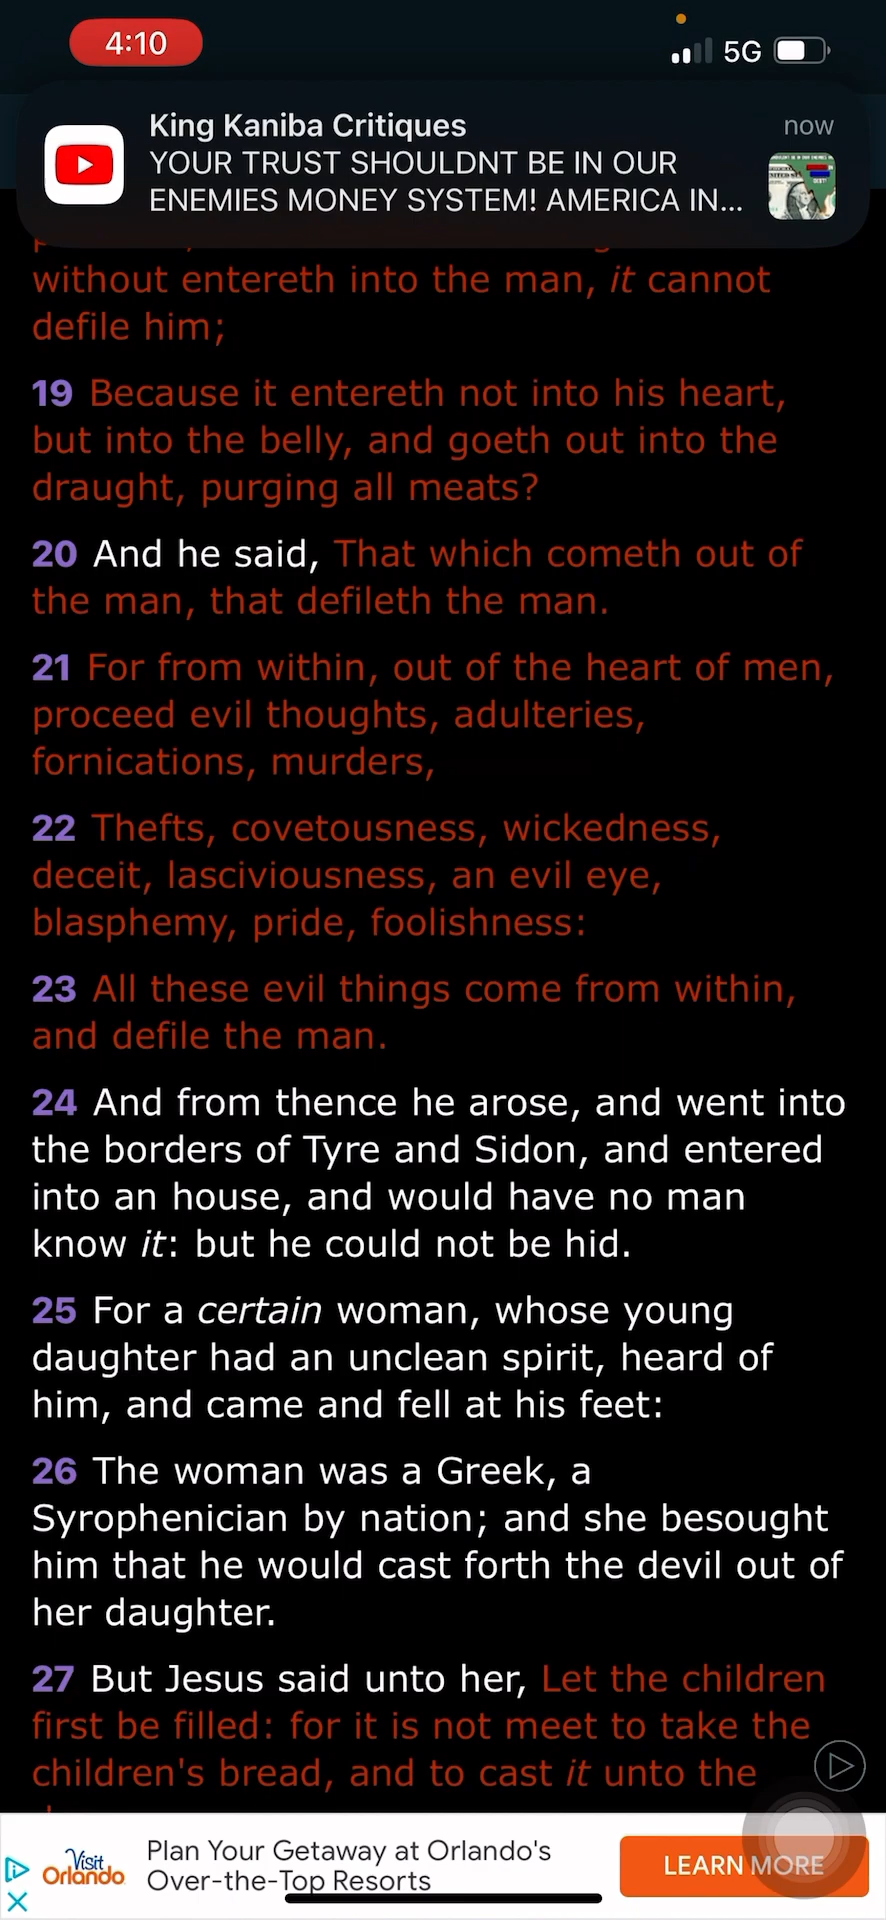 4:10
5G
King Kaniba Critiques
now
YOUR TRUST SHOULDNT BE IN OUR
ENEMIES MONEY SYSTEM! AMERICA IN...
without entereth into the man, it cannot
defile him;
19 Because it entereth not into his heart,
but into the belly, and goeth out into the
draught, purging all meats?
20 And he said, That which cometh out of
the man, that defileth the man.
21 For from within, out of the heart of men,
proceed evil thoughts, adulteries,
fornications, murders,
22 Thefts, covetousness, wickedness,
deceit, lasciviousness, an evil eye,
blasphemy, pride, foolishness:
23 All these evil things come from within,
and defile the man.
24 And from thence he arose, and went into
the borders of Tyre and Sidon, and entered
into an house, and would have no man
know it: but he could not be hid.
25 For a certain woman, whose young
daughter had an unclean spirit, heard of
him, and came and fell at his feet:
26 The woman was a Greek, a
Syrophenician by nation; and she besought
him that he would cast forth the devil out of
her daughter.
27 But Jesus said unto her, Let the children
first be filled: for it is not meet to take the
children's bread, and to cast it unto the
Visit
Orlando
Plan Your Getaway at Orlando's
Over-the-Top Resorts
LEARN MORE